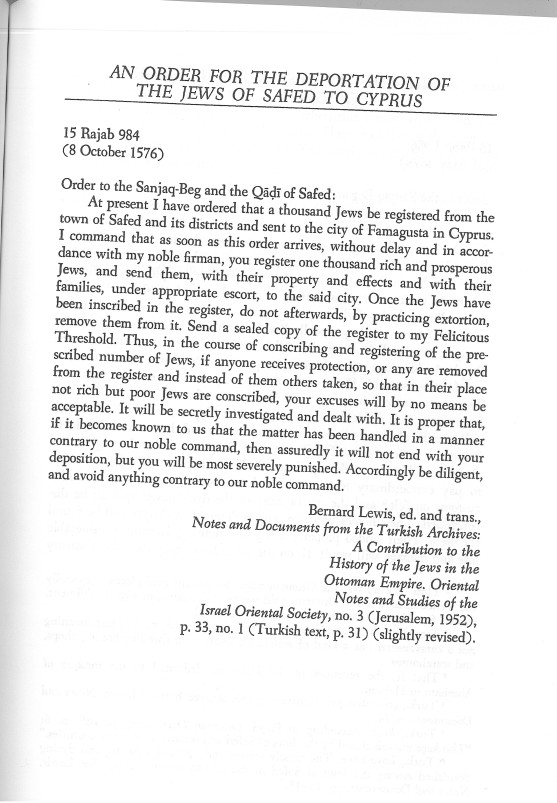 AN ORDER FOR THE DEPORTATION OF
THE JEWS OF SAFED TO CYPRUS
15 Rajab 984
(8 October 1576)
Order to the Sanjaq-Beg and the Qāḍī of Safed:
At present I have ordered that a thousand Jews be registered from the
town of Safed and its districts and sent to the city of Famagusta in Cyprus.
I command that as soon as this order arrives, without delay and in accor-
dance with my noble firman, you register one thousand rich and prosperous
Jews, and send them, with their property and effects and with their
families, under appropriate escort, to the said city. Once the Jews have
been inscribed in the register, do not afterwards, by practicing extortion,
remove them from it. Send a sealed copy of the register to my Felicitous
Threshold. Thus, in the course of conscribing and registering of the pre-
scribed number of Jews, if anyone receives protection, or any are removed
from the register and instead of them others taken, so that in their place
not rich but poor Jews are conscribed, your excuses will by no means be
acceptable. It will be secretly investigated and dealt with. It is proper that,
if it becomes known to us that the matter has been handled in a manner
contrary to our noble command, then assuredly it will not end with your
deposition, but you will be most severely punished. Accordingly be diligent,
and avoid anything contrary to our noble command.
Bernard Lewis, ed. and trans.,
Notes and Documents from the Turkish Archives:
A Contribution to the
History of the Jews in the
Ottoman Empire. Oriental
Notes and Studies of the
Israel Oriental Society, no. 3 (Jerusalem, 1952),
p. 33, no. 1 (Turkish text, p. 31) (slightly revised).